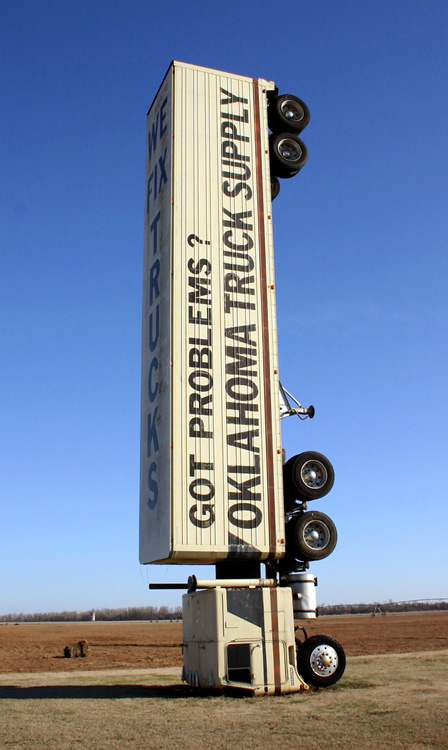 WE FIX TRUCKS
GOT PROBLEMS?
OKLAHOMA TRUCK SUPPLY